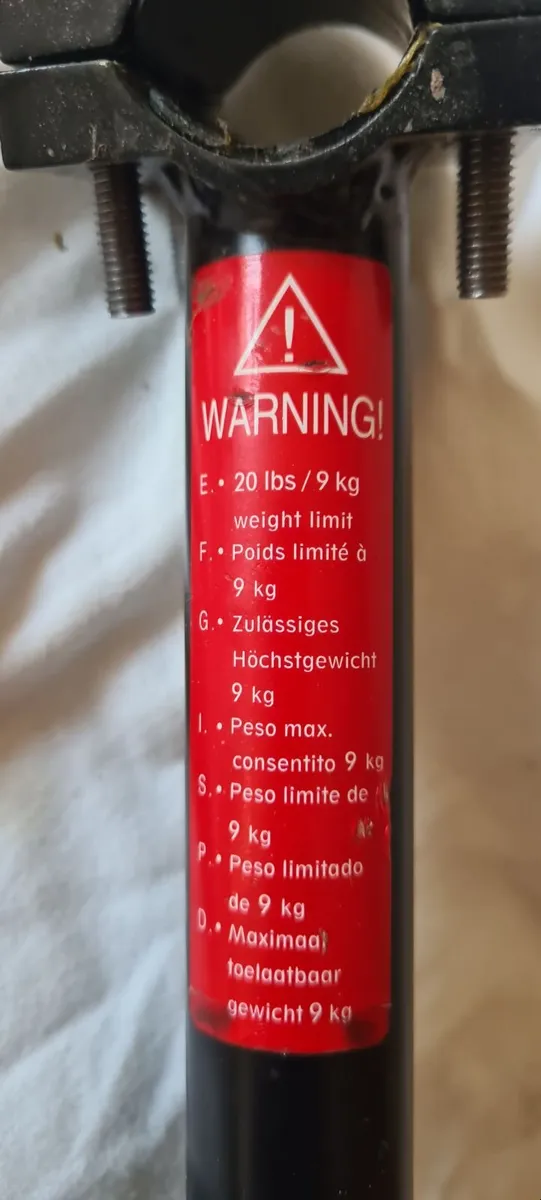 !
WARNING!
E. • 20 lbs / 9 kg
weight limit
F. • Poids limité à
9 kg
G. • Zulässiges
Höchstgewicht
9 kg
I. • Peso max.
consentito 9 kg
S. • Peso limite de
9 kg
P. • Peso limitado
de 9 kg
D. • Maximaal
toelaatbaar
gewicht 9 kg